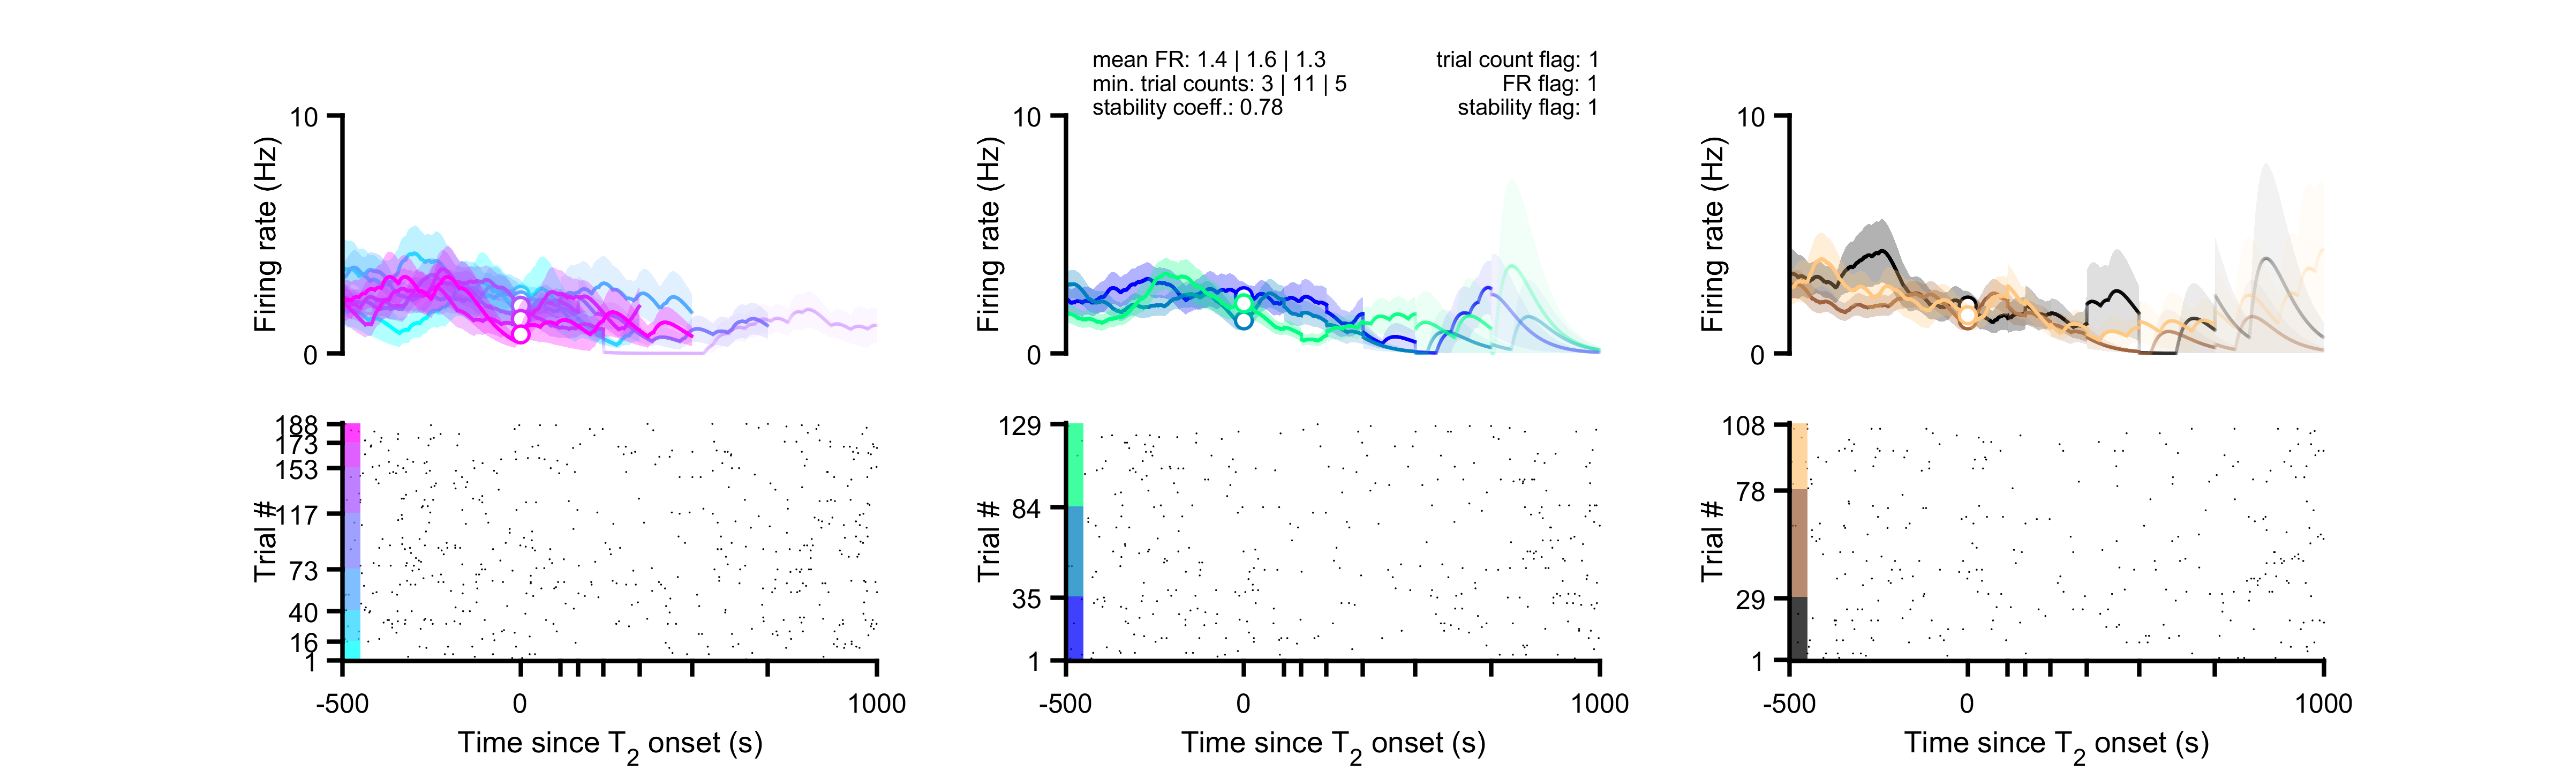 mean FR: 1.4 | 1.6 | 1.3
min. trial counts: 3 | 11 | 5
stability coeff.: 0.78
trial count flag: 1
FR flag: 1
stability flag: 1
10
0
Firing rate (Hz)
10
0
Firing rate (Hz)
10
0
Firing rate (Hz)
188
173
153
117
73
40
16
1
Trial #
-500
0
1000
Time since T2 onset (s)
129
84
35
1
Trial #
-500
0
1000
Time since T2 onset (s)
108
78
29
1
Trial #
-500
0
1000
Time since T2 onset (s)